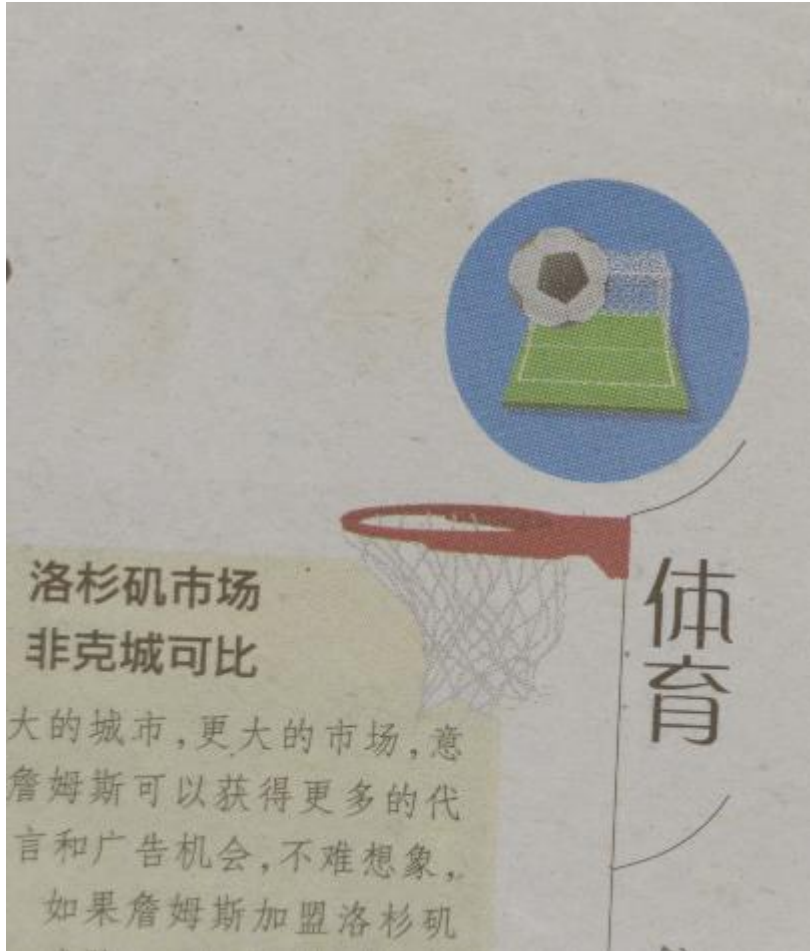 洛杉矶市场
非克城可比
大的城市,更大的市场,意
詹姆斯可以获得更多的代
言和广告机会,不难想象,
如果詹姆斯加盟洛杉矶
体育